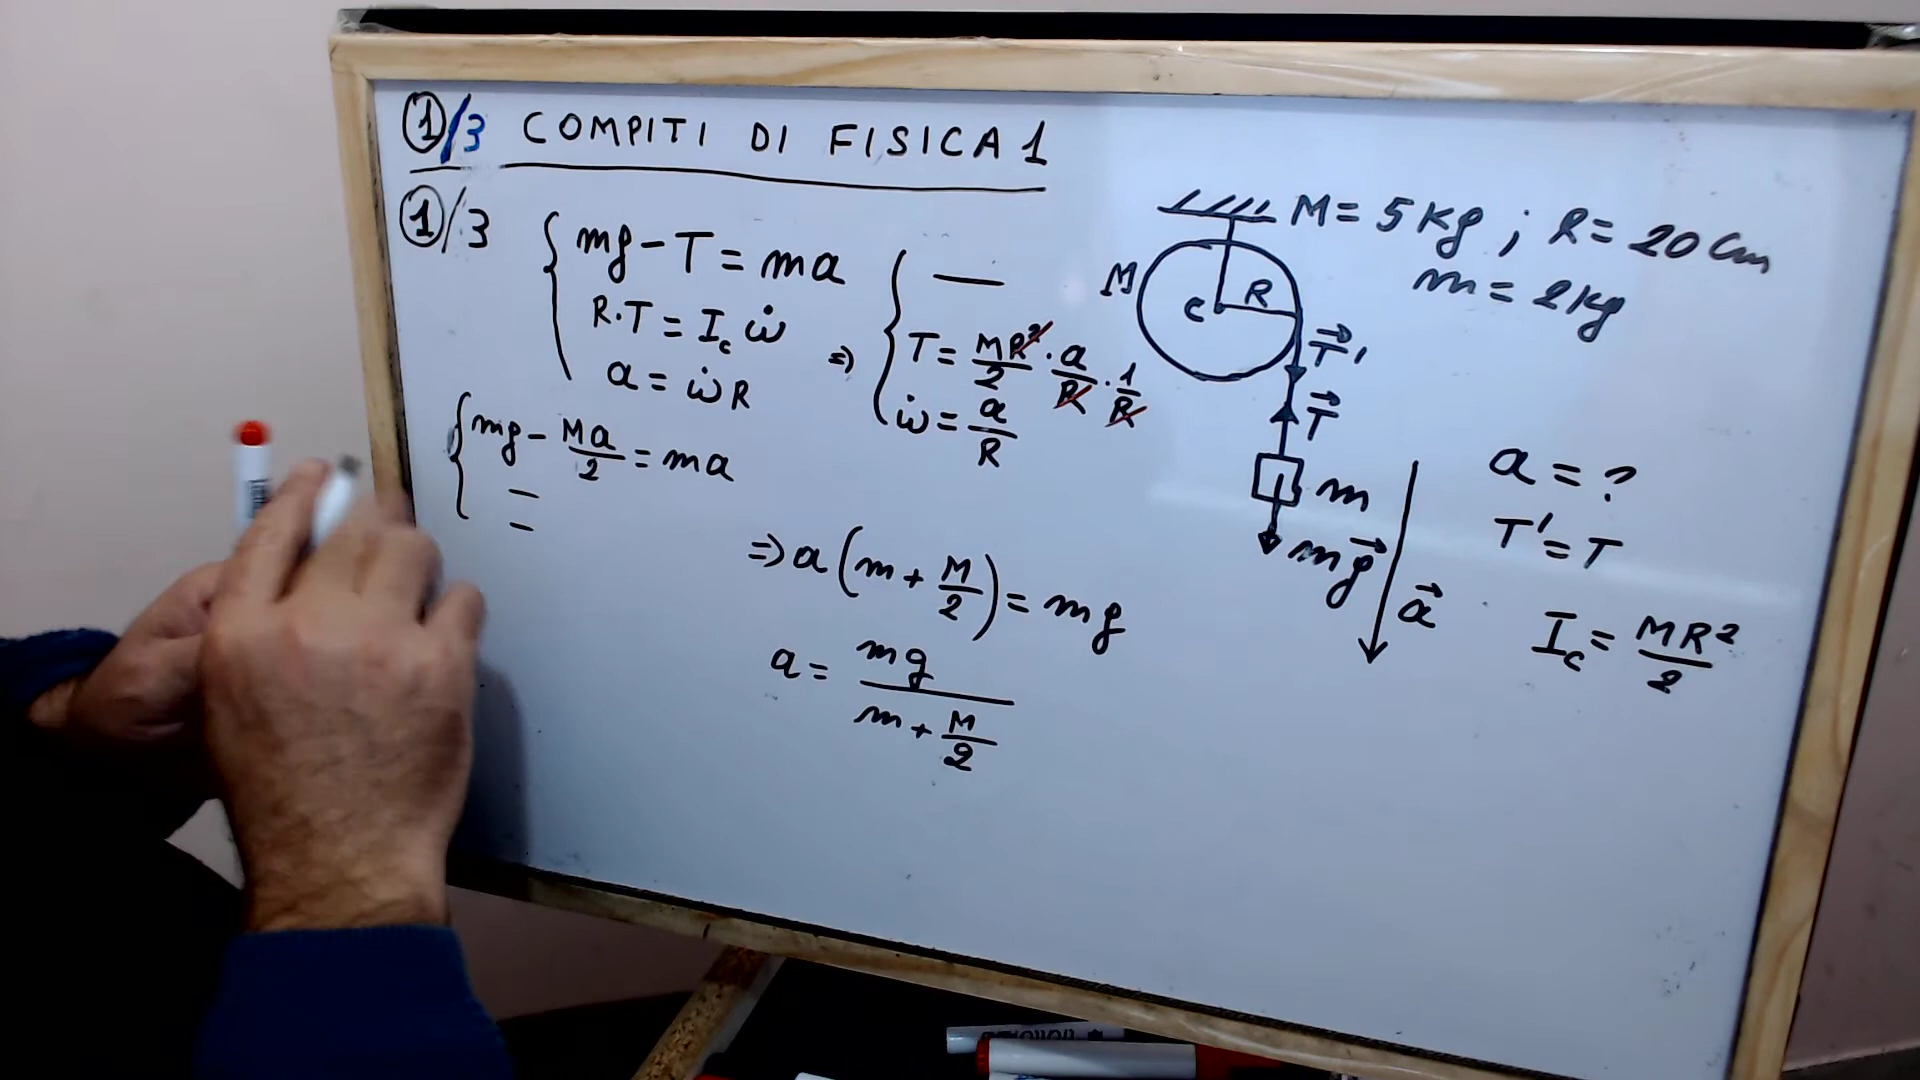 ①/3 COMPITI DI FISICA 1
①/3
mg - T = ma
R·T = I_c ω̇
a = ω̇R
⇒
—
T = MR²/2 · a/R · 1/R
ω̇ = a/R
mg - Ma/2 = ma
=> a (m + M/2) = mg
a = mg / (m + M/2)
M = 5 Kg ; R = 20 Cm
m = 2 kg
M
C
R
T⃗'
T⃗
m
mg⃗
a⃗
a = ?
T' = T
I_c = MR²/2